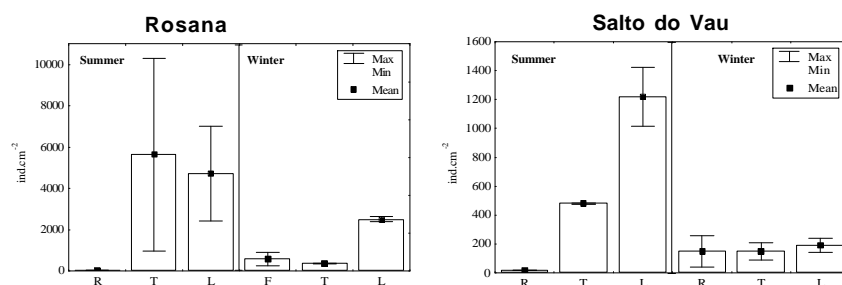 Rosana
Summer
Winter
Max
Min
Mean
ind.cm-2
10000
8000
6000
4000
2000
0
R T L F T L
Salto do Vau
Summer
Winter
Max
Min
Mean
ind.cm-2
1600
1400
1200
1000
800
600
400
200
0
R T L R T L